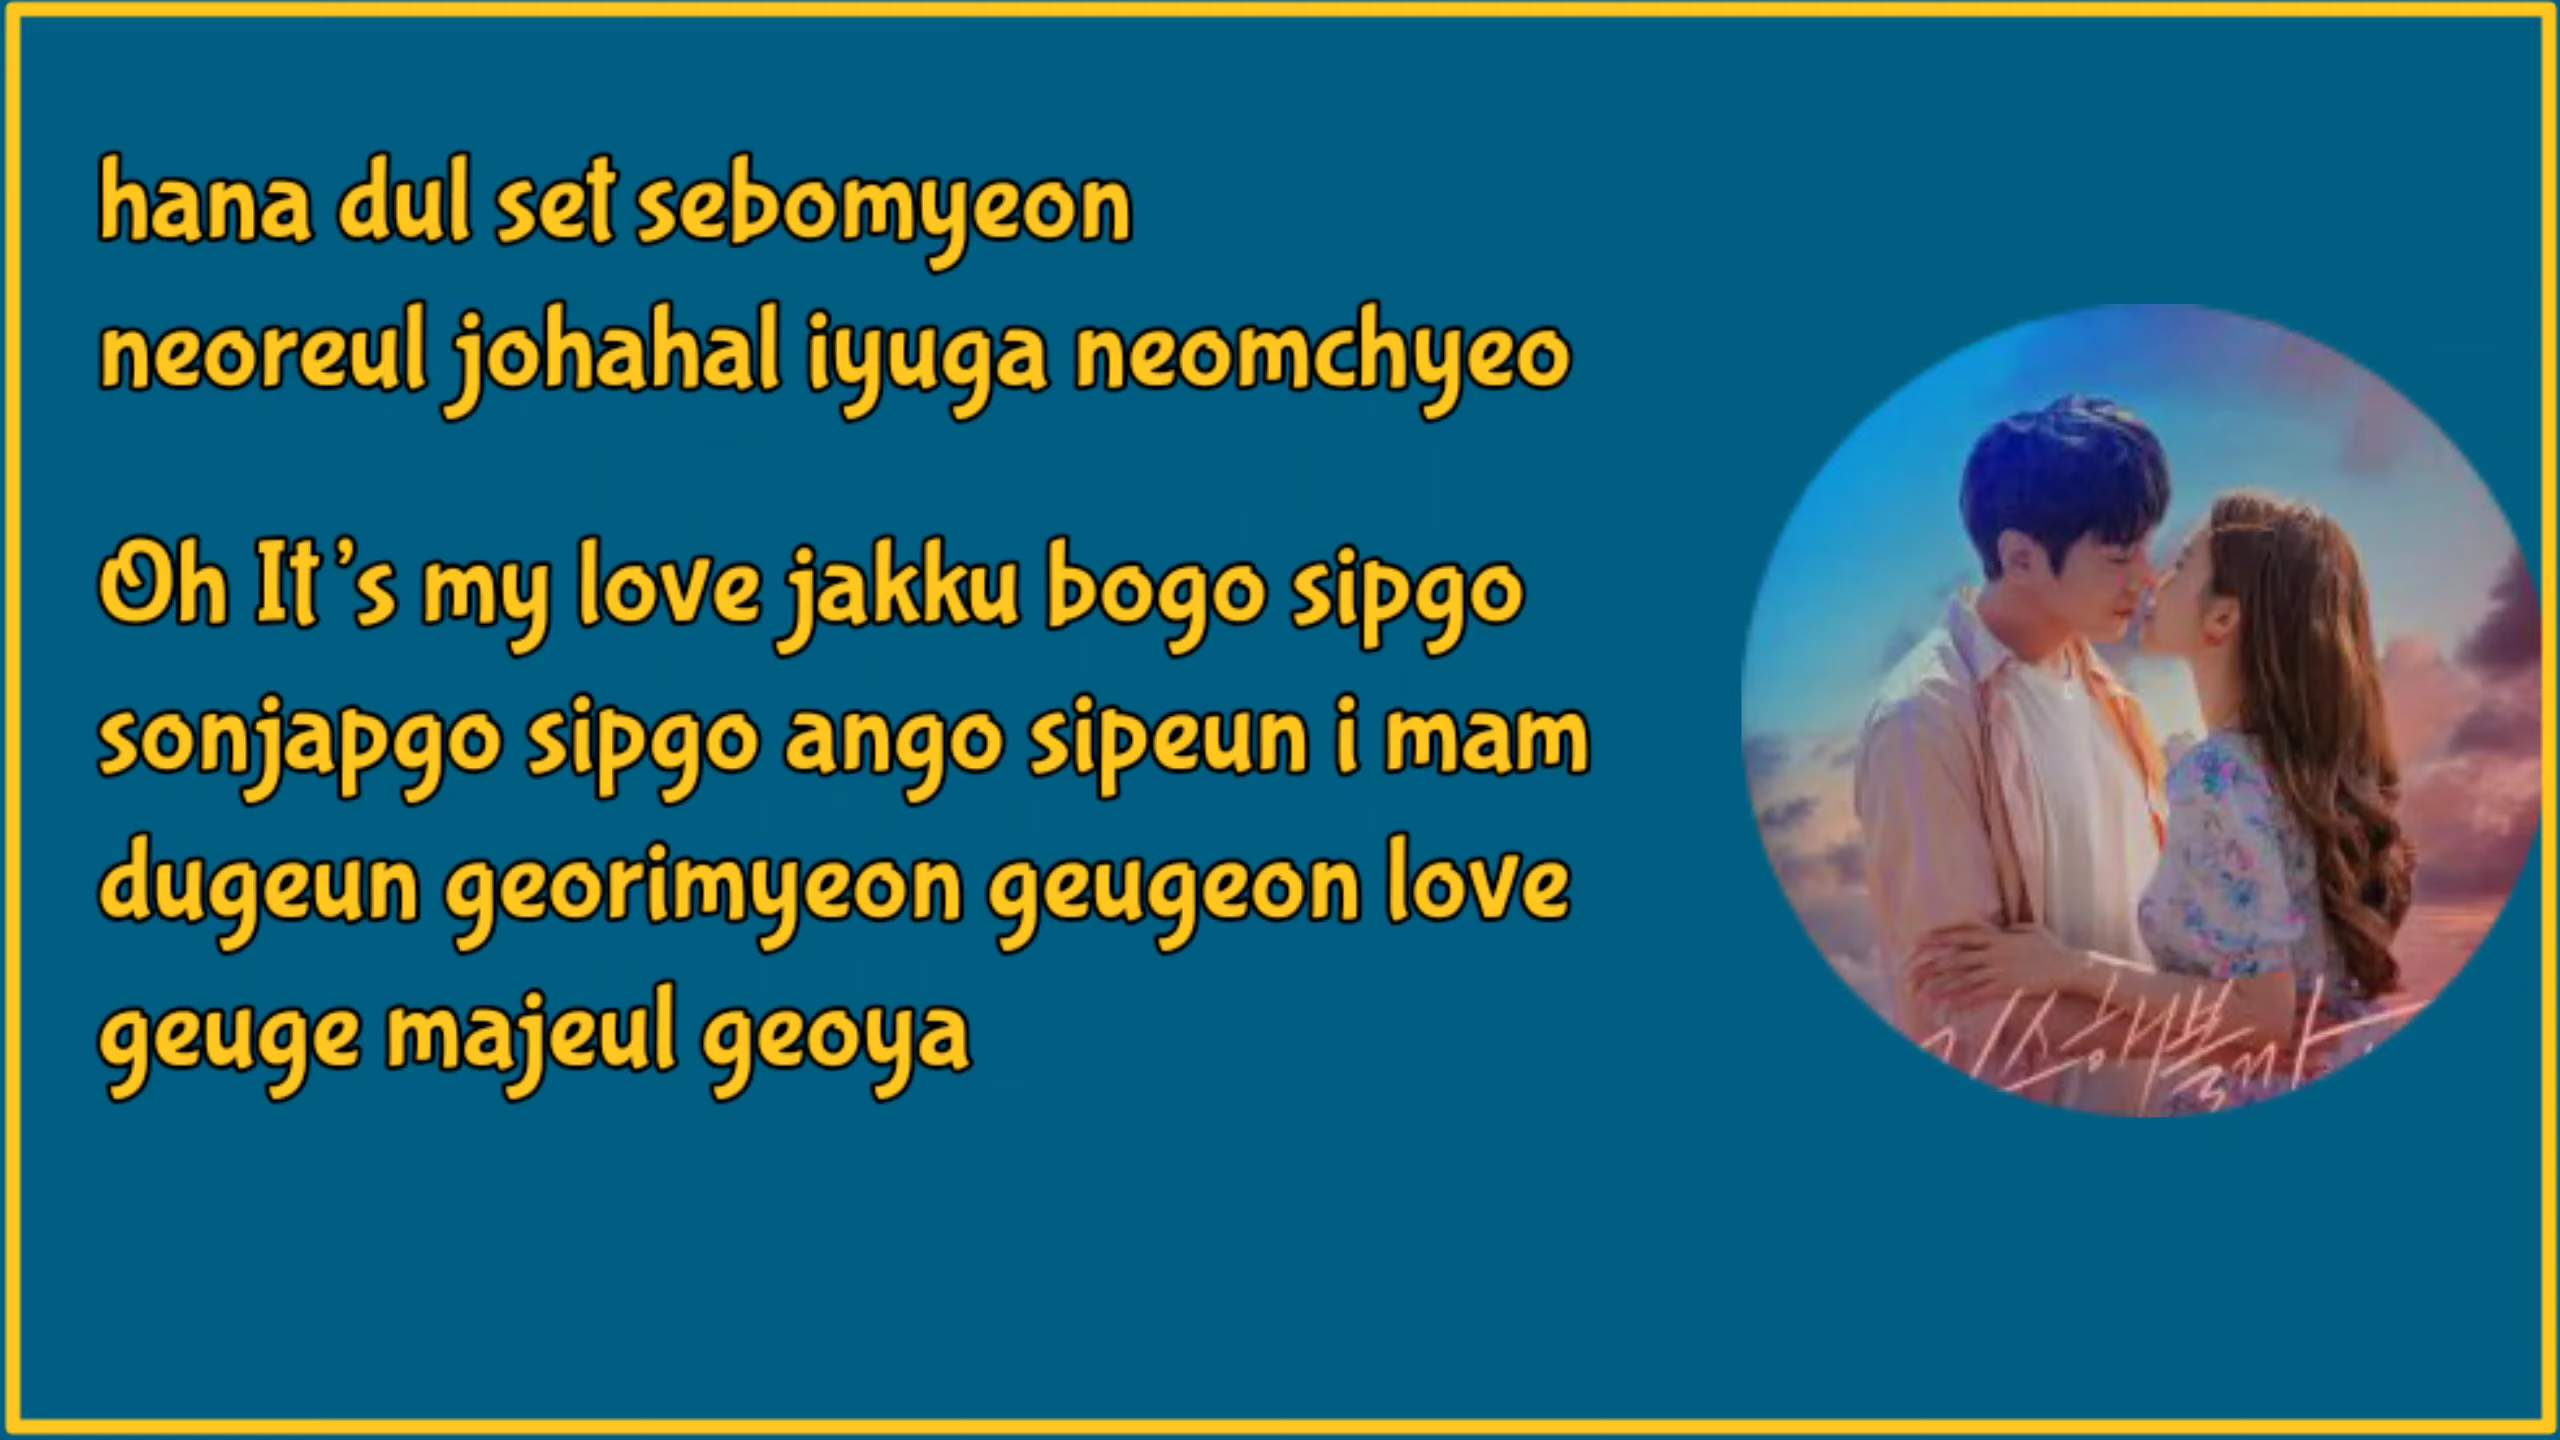 hana dul set sebomyeon
neoreul johahal iyuga neomchyeo
Oh It's my love jakku bogo sipgo
sonjapgo sipgo ango sipeun i mam
dugeun georimyeon geugeon love
geuge majeul geoya